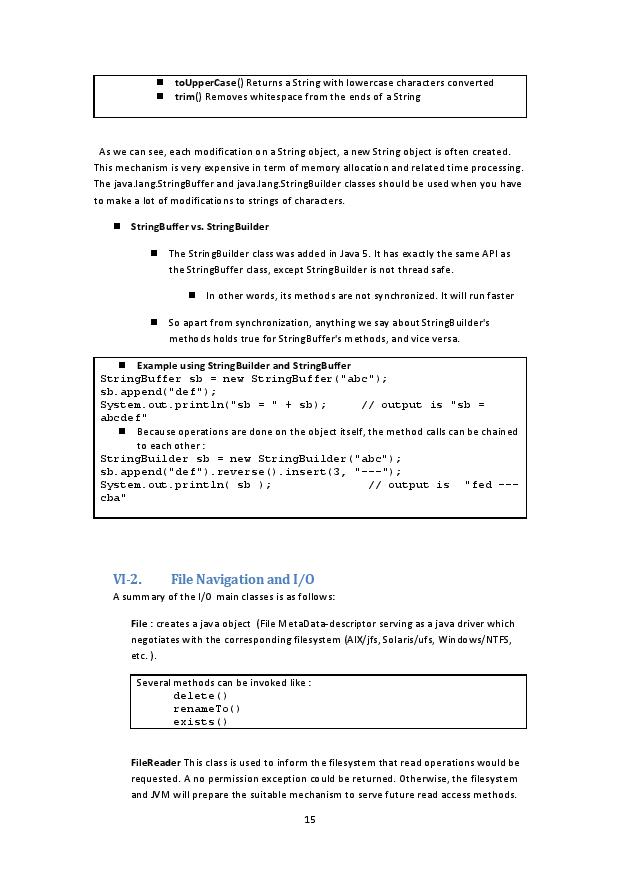 ■ toUpperCase() Returns a String with lowercase characters converted
■ trim() Removes whitespace from the ends of a String
As we can see, each modification on a String object, a new String object is often created.
This mechanism is very expensive in term of memory allocation and related time processing.
The java.lang.StringBuffer and java.lang.StringBuilder classes should be used when you have
to make a lot of modifications to strings of characters.
■ StringBuffer vs. StringBuilder
■ The StringBuilder class was added in Java 5. It has exactly the same API as
the StringBuffer class, except StringBuilder is not thread safe.
■ In other words, its methods are not synchronized. It will run faster
■ So apart from synchronization, anything we say about StringBuilder's
methods holds true for StringBuffer's methods, and vice versa.
■ Example using StringBuilder and StringBuffer
StringBuffer sb = new StringBuffer("abc");
sb.append("def");
System.out.println("sb = " + sb); // output is "sb =
abcdef"
■ Because operations are done on the object itself, the method calls can be chained
to each other :
StringBuilder sb = new StringBuilder("abc");
sb.append("def").reverse().insert(3, "---");
System.out.println( sb ); // output is "fed ---
cba"
VI-2. File Navigation and I/O
A summary of the I/O main classes is as follows:
File : creates a java object (File MetaData-descriptor serving as a java driver which
negotiates with the corresponding filesystem (AIX/jfs, Solaris/ufs, Windows/NTFS,
etc. ).
Several methods can be invoked like :
delete()
renameTo()
exists()
FileReader This class is used to inform the filesystem that read operations would be
requested. A no permission exception could be returned. Otherwise, the filesystem
and JVM will prepare the suitable mechanism to serve future read access methods.
15